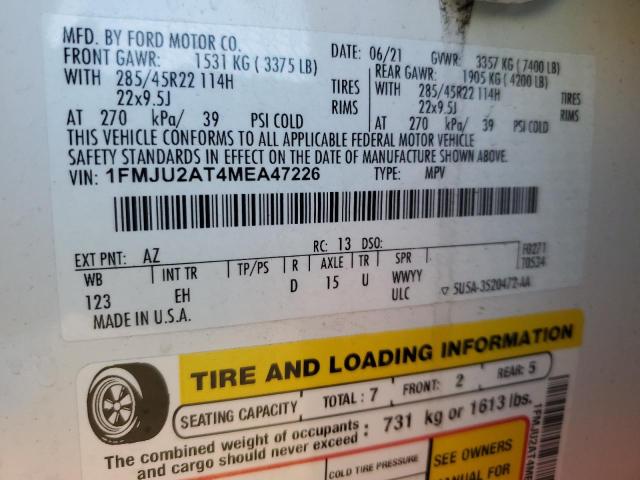 MFD. BY FORD MOTOR CO.
DATE: 06/21 GVWR: 3357 KG (7400 LB)
FRONT GAWR: 1531 KG (3375 LB) REAR GAWR: 1905 KG (4200 LB)
WITH 285/45R22 114H TIRES WITH 285/45R22 114H TIRES
22x9.5J RIMS 22x9.5J RIMS
AT 270 kPa/ 39 PSI COLD AT 270 kPa/ 39 PSI COLD
THIS VEHICLE CONFORMS TO ALL APPLICABLE FEDERAL MOTOR VEHICLE
SAFETY STANDARDS IN EFFECT ON THE DATE OF MANUFACTURE SHOWN ABOVE.
VIN: 1FMJU2AT4MEA47226 TYPE: MPV
EXT PNT: AZ RC: 13 DSO: F0271
WB INT TR TP/PS R AXLE TR SPR T0534
123 EH D 15 U WWYY
ULC ▽ 5U5A-3520472-AA
MADE IN U.S.A.
TIRE AND LOADING INFORMATION
SEATING CAPACITY TOTAL: 7 FRONT: 2 REAR: 5
The combined weight of occupants and cargo should never exceed: 731 kg or 1613 lbs.
COLD TIRE PRESSURE
SEE OWNERS
MANUAL FOR
1FMJU2AT4ME